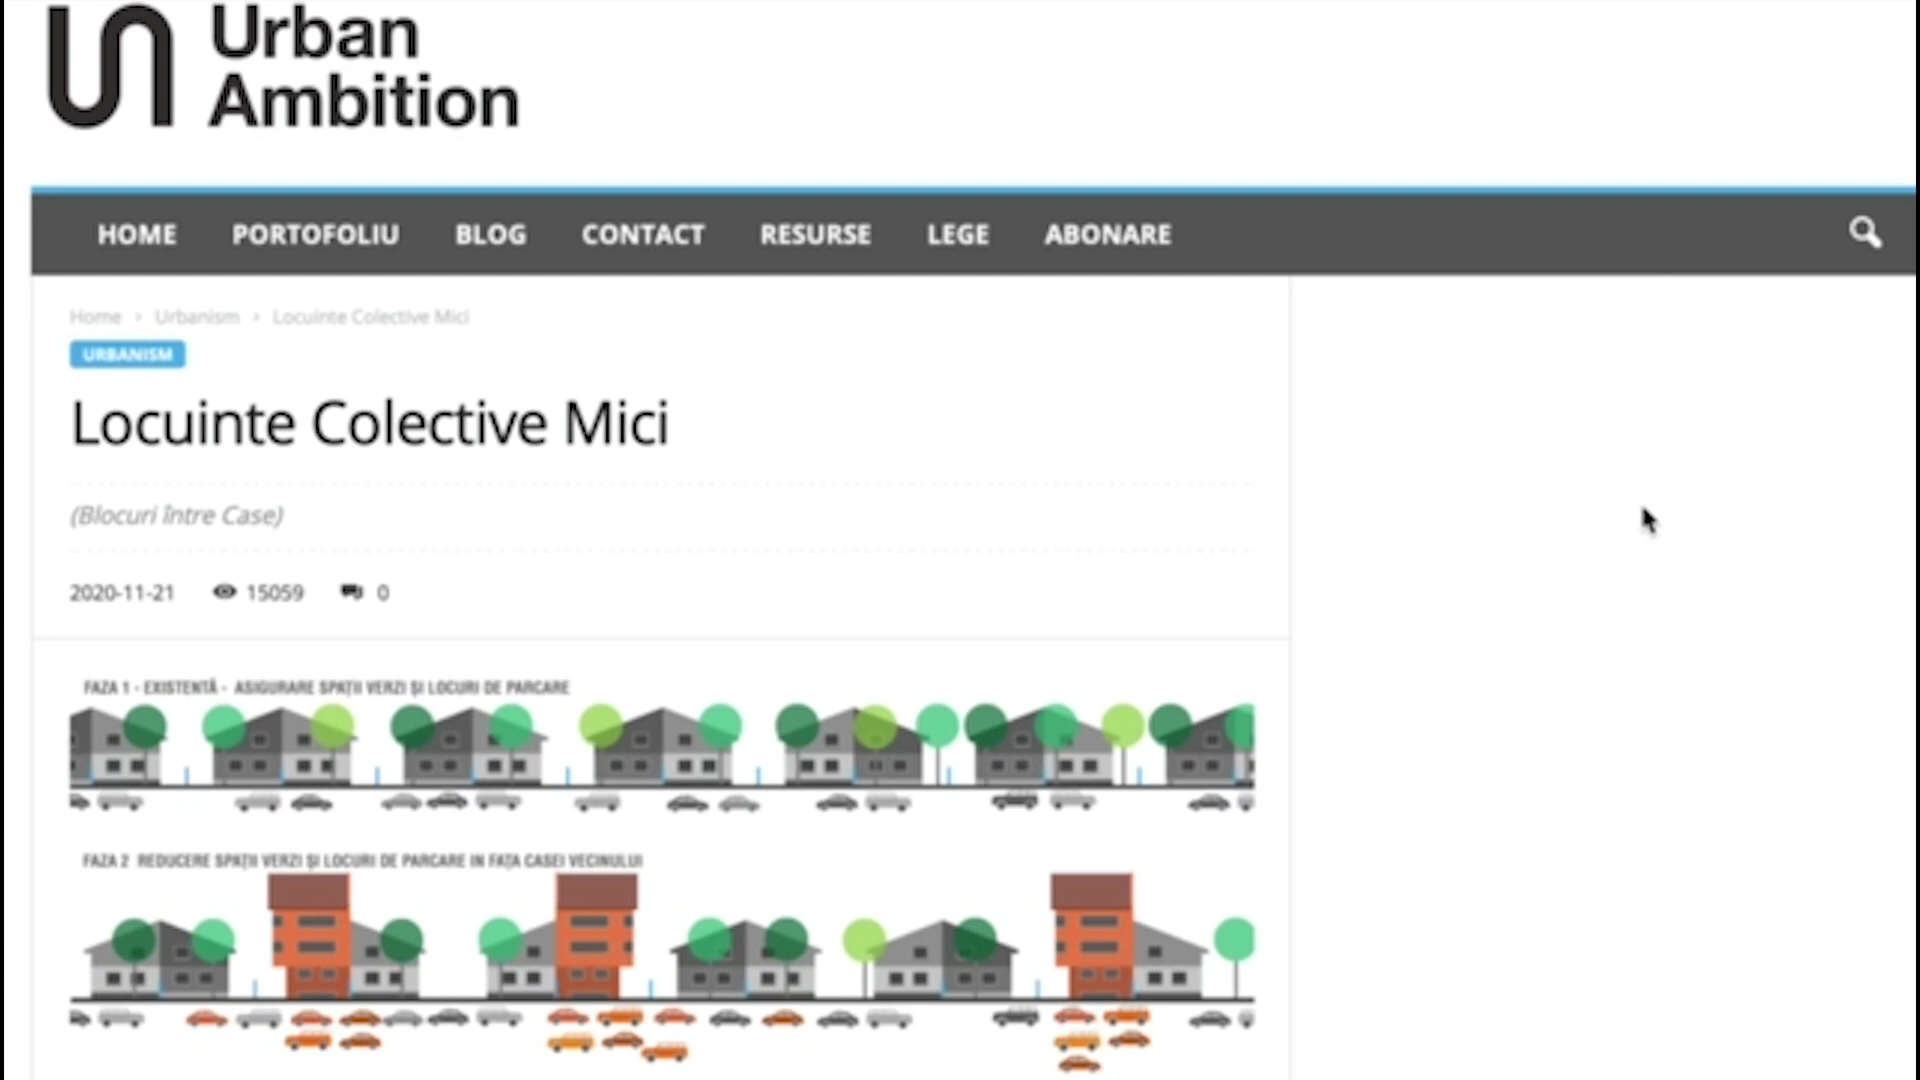 Urban
Ambition
HOME PORTOFOLIU BLOG CONTACT RESURSE LEGE ABONARE
Home › Urbanism › Locuinte Colective Mici
URBANISM
Locuinte Colective Mici
(Blocuri între Case)
2020-11-21 15059 0
FAZA 1 - EXISTENTĂ - ASIGURARE SPAȚII VERZI ȘI LOCURI DE PARCARE
FAZA 2 REDUCERE SPAȚII VERZI ȘI LOCURI DE PARCARE IN FAȚA CASEI VECINULUI